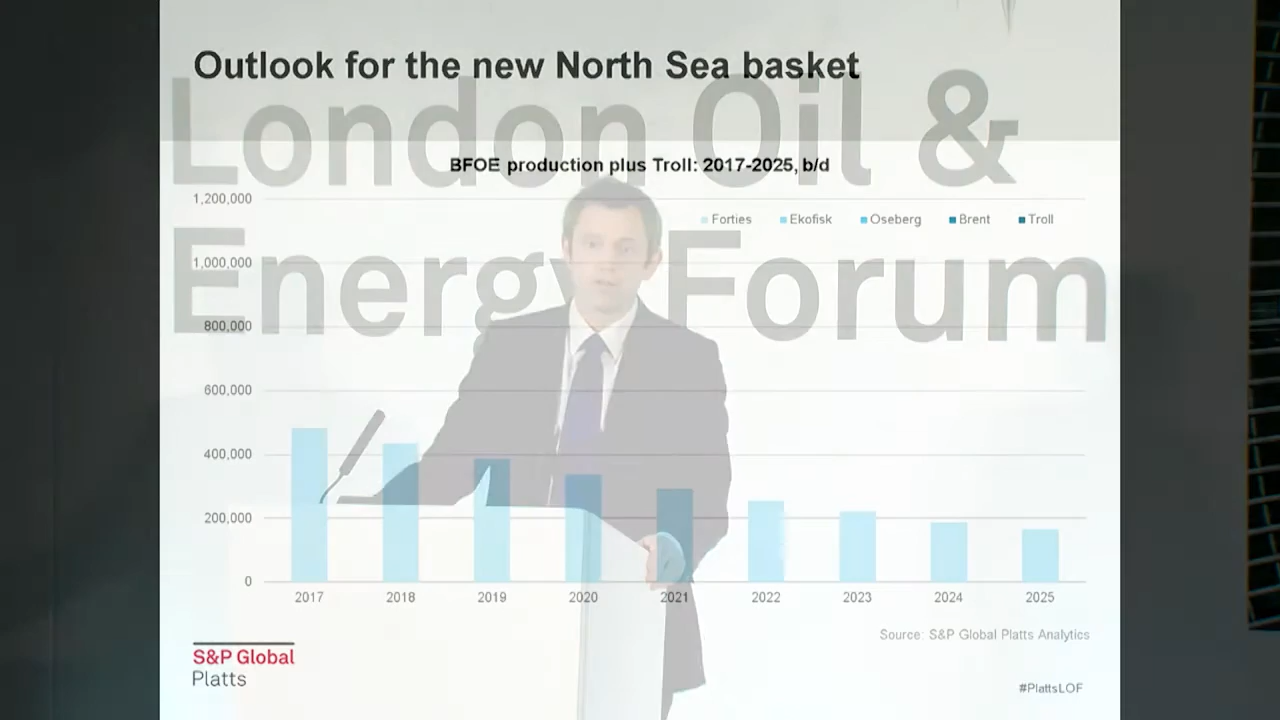 Outlook for the new North Sea basket
London Oil &
Energy Forum
BFOE production plus Troll: 2017-2025, b/d
1,200,000
1,000,000
800,000
600,000
400,000
200,000
0
Forties Ekofisk Oseberg Brent Troll
2017 2018 2019 2020 2021 2022 2023 2024 2025
Source: S&P Global Platts Analytics
S&P Global
Platts
#PlattsLOF